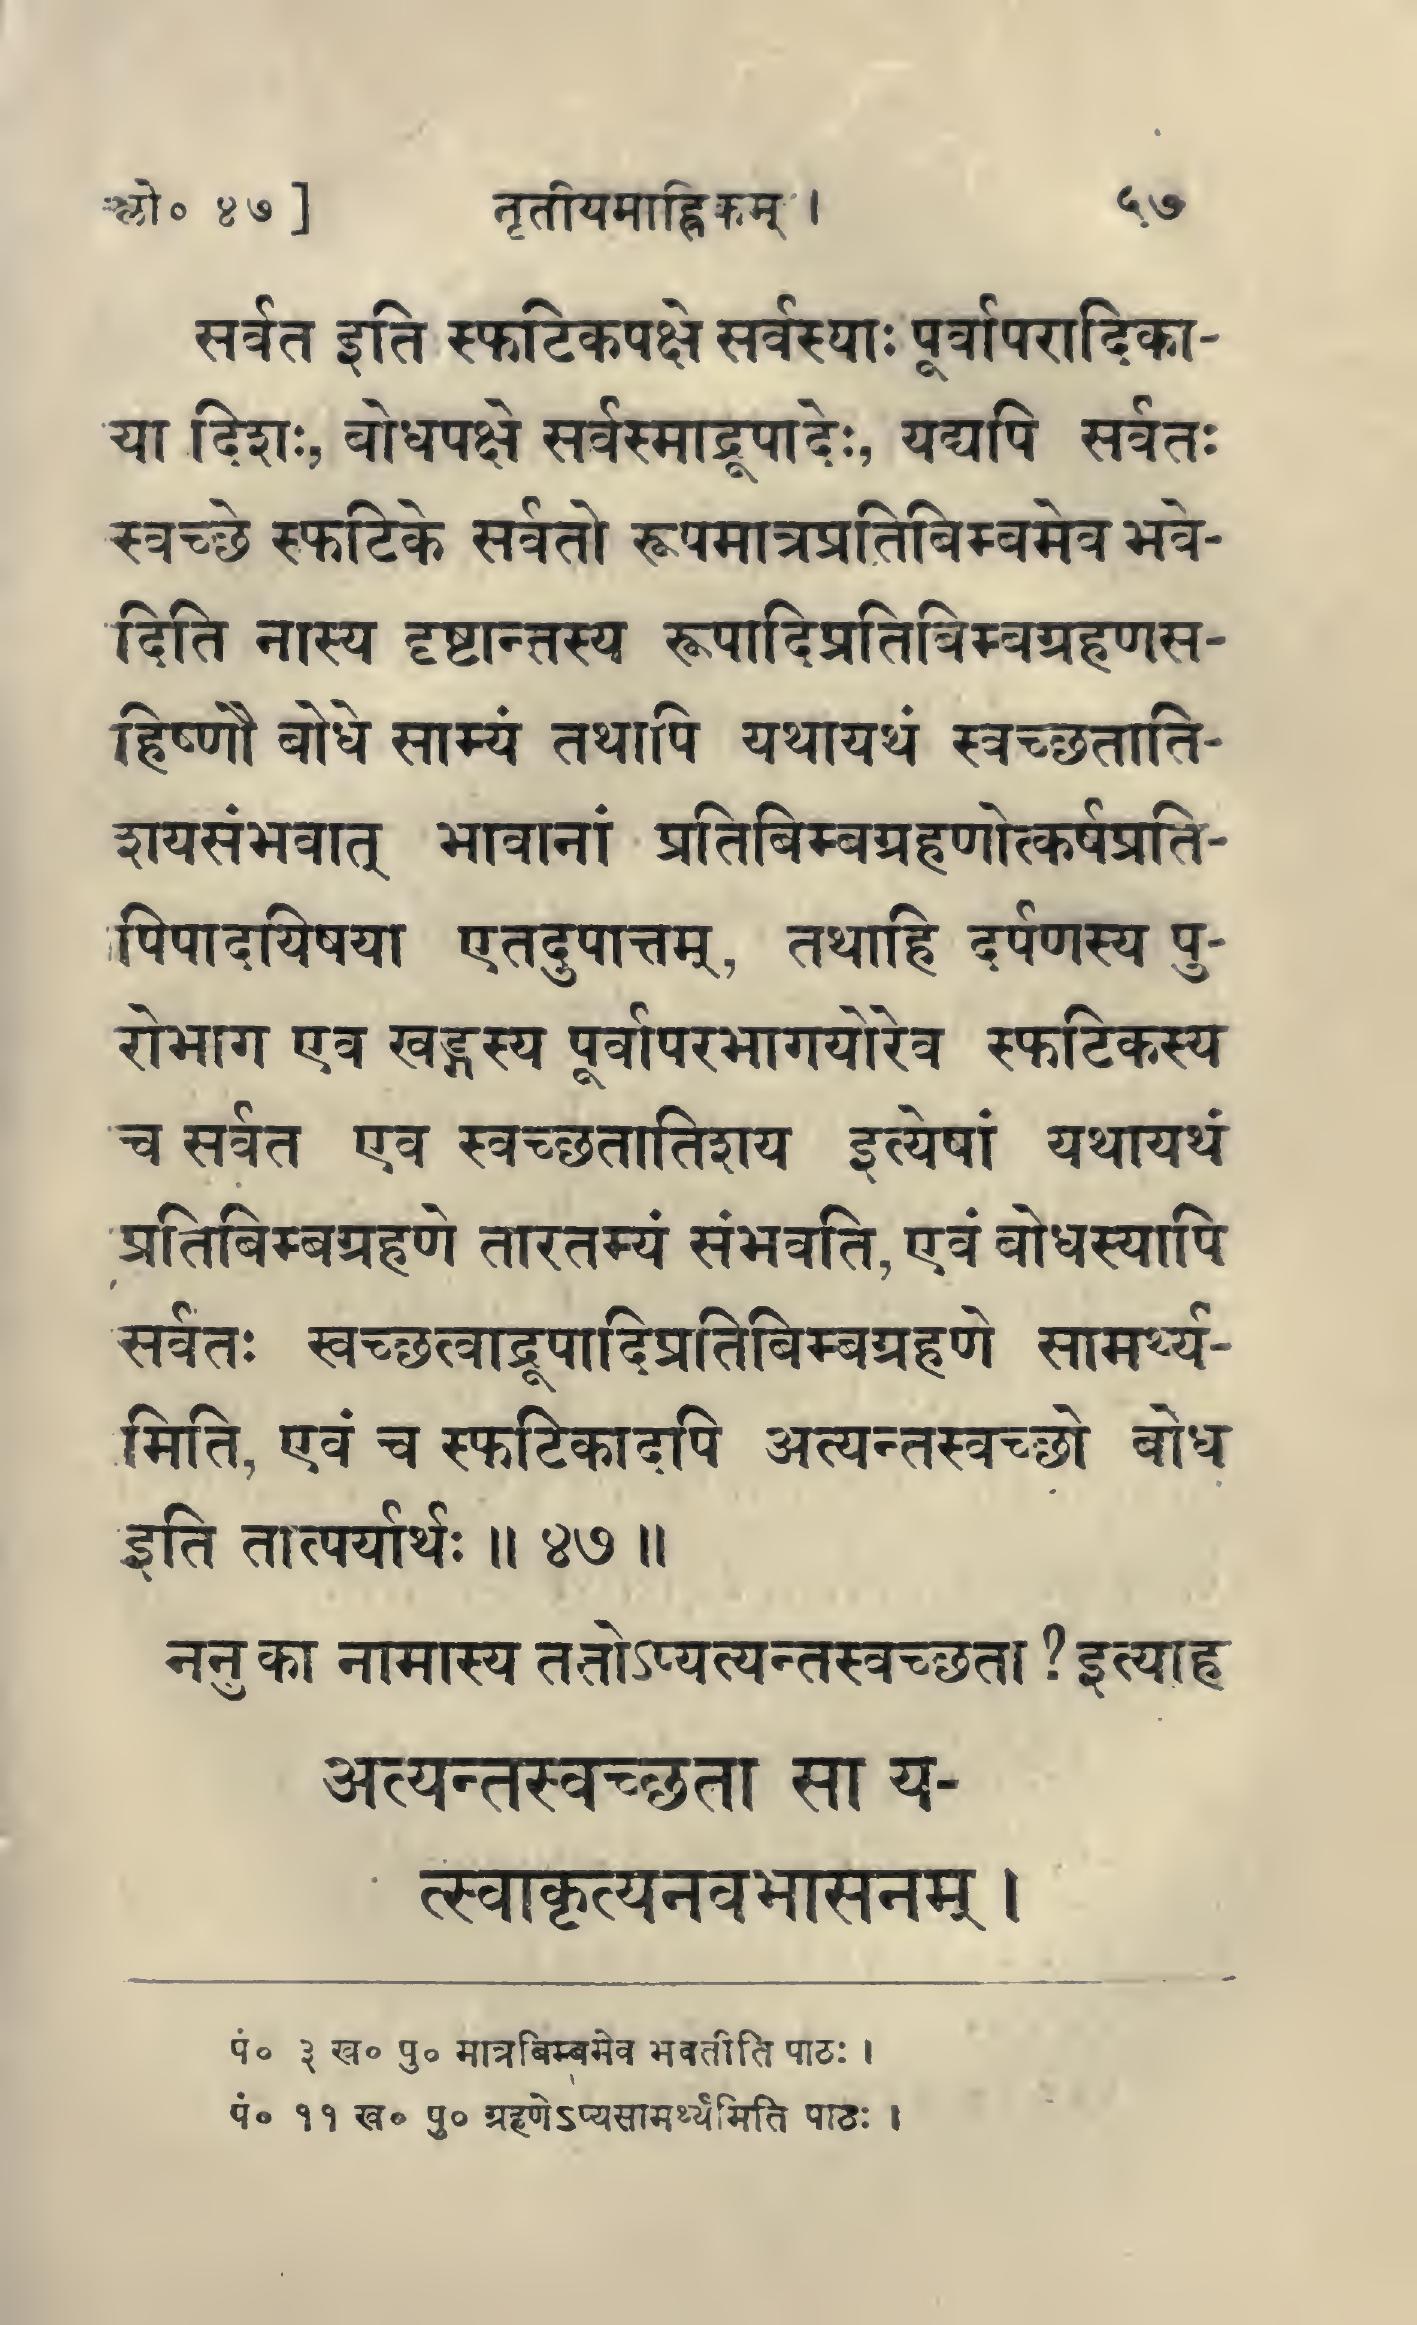 श्लो० ४७ ] तृतीयमाह्निकम् । ५७
सर्वत इति स्फटिकपक्षे सर्वस्याः पूर्वापरादिका-
या दिशः, बोधपक्षे सर्वस्माद्रूपादेः, यद्यपि सर्वतः
स्वच्छे स्फटिके सर्वतो रूपमात्रप्रतिबिम्बमेव भवे-
दिति नास्य दृष्टान्तस्य रूपादिप्रतिबिम्बग्रहणस-
हिष्णौ बोधे साम्यं तथापि यथायथं स्वच्छताति-
शयसंभवात् भावानां प्रतिबिम्बग्रहणोत्कर्षप्रति-
पिपादयिषया एतदुपात्तम्, तथाहि दर्पणस्य पु-
रोभाग एव खड्गस्य पूर्वापरभागयोरेव स्फटिकस्य
च सर्वत एव स्वच्छतातिशय इत्येषां यथायथं
प्रतिबिम्बग्रहणे तारतम्यं संभवति, एवं बोधस्यापि
सर्वतः स्वच्छत्वाद्रूपादिप्रतिबिम्बग्रहणे सामर्थ्य-
मिति, एवं च स्फटिकादपि अत्यन्तस्वच्छो बोध
इति तात्पर्यार्थः ॥ ४७ ॥
ननु का नामास्य ततोऽप्यत्यन्तस्वच्छता ? इत्याह
अत्यन्तस्वच्छता सा य-
त्स्वाकृत्यनवभासनम् ।
पं० ३ ख० पु० मात्रबिम्बमेव भवतीति पाठः ।
पं० ११ ख० पु० ग्रहणेऽप्यसामर्थ्यमिति पाठः ।